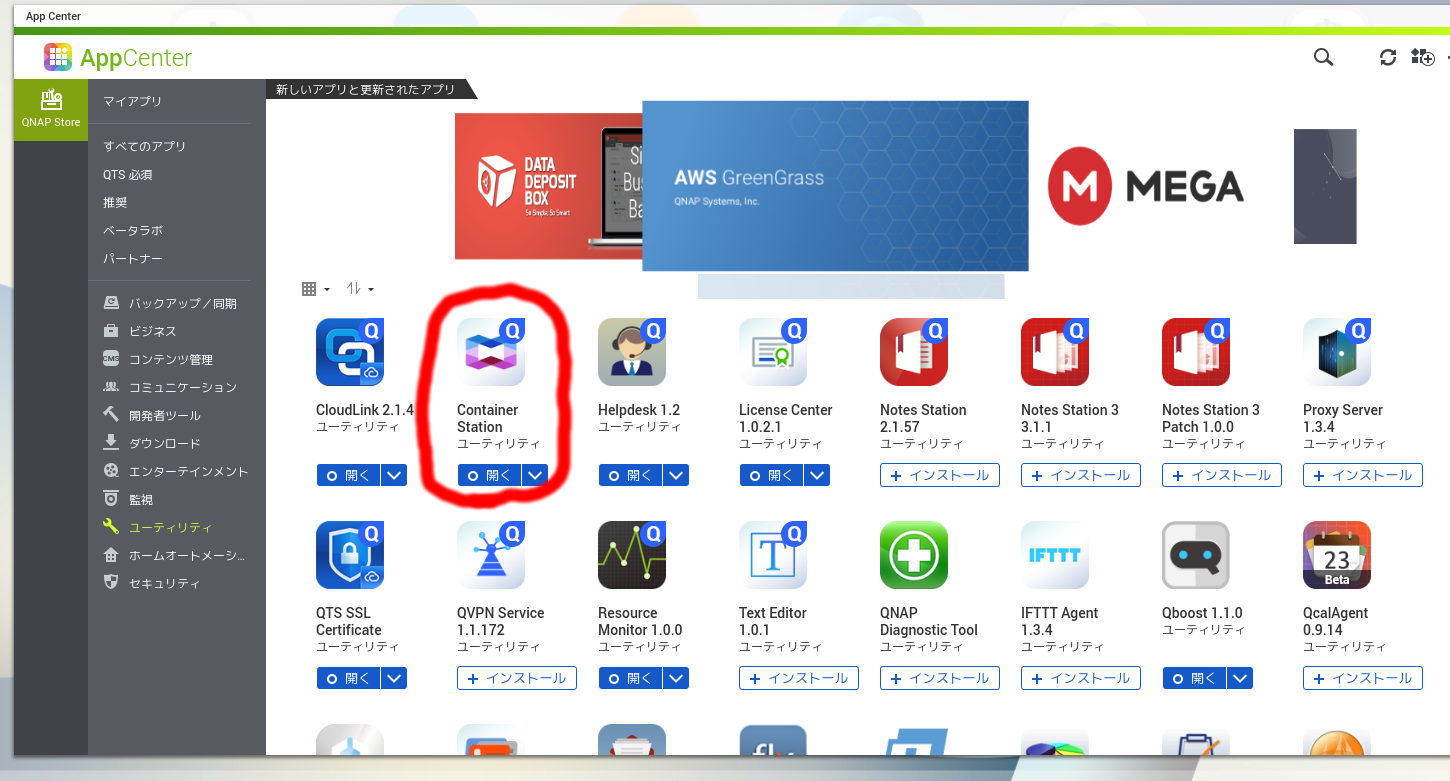 App Center
AppCenter
QNAP Store
マイアプリ
すべてのアプリ
QTS 必須
推奨
ベータラボ
パートナー
バックアップ／同期
ビジネス
CMS
コンテンツ管理
コミュニケーション
開発者ツール
ダウンロード
エンターテインメント
監視
ユーティリティ
ホームオートメーシ...
セキュリティ
新しいアプリと更新されたアプリ
DATA
DEPOSIT
BOX
So Simple, So Smart
Si
Bus
Ba
AWS GreenGrass
QNAP Systems, Inc.
M MEGA
Q
CloudLink 2.1.4
ユーティリティ
開く
Q
Container
Station
ユーティリティ
開く
Q
Helpdesk 1.2
ユーティリティ
開く
Q
License Center
1.0.2.1
ユーティリティ
開く
Q
Notes Station
2.1.57
ユーティリティ
+ インストール
Q
Notes Station 3
3.1.1
ユーティリティ
+ インストール
Q
Notes Station 3
Patch 1.0.0
ユーティリティ
+ インストール
Q
Proxy Server
1.3.4
ユーティリティ
+ インストール
Q
QTS SSL
Certificate
ユーティリティ
開く
Q
QVPN Service
1.1.172
ユーティリティ
+ インストール
Q
Resource
Monitor 1.0.0
ユーティリティ
開く
Q
T
Text Editor
1.0.1
ユーティリティ
+ インストール
QNAP
Diagnostic Tool
ユーティリティ
+ インストール
IFTTT
IFTTT Agent
1.3.4
ユーティリティ
+ インストール
Qboost 1.1.0
ユーティリティ
開く
23
Beta
QcalAgent
0.9.14
ユーティリティ
+ インストール